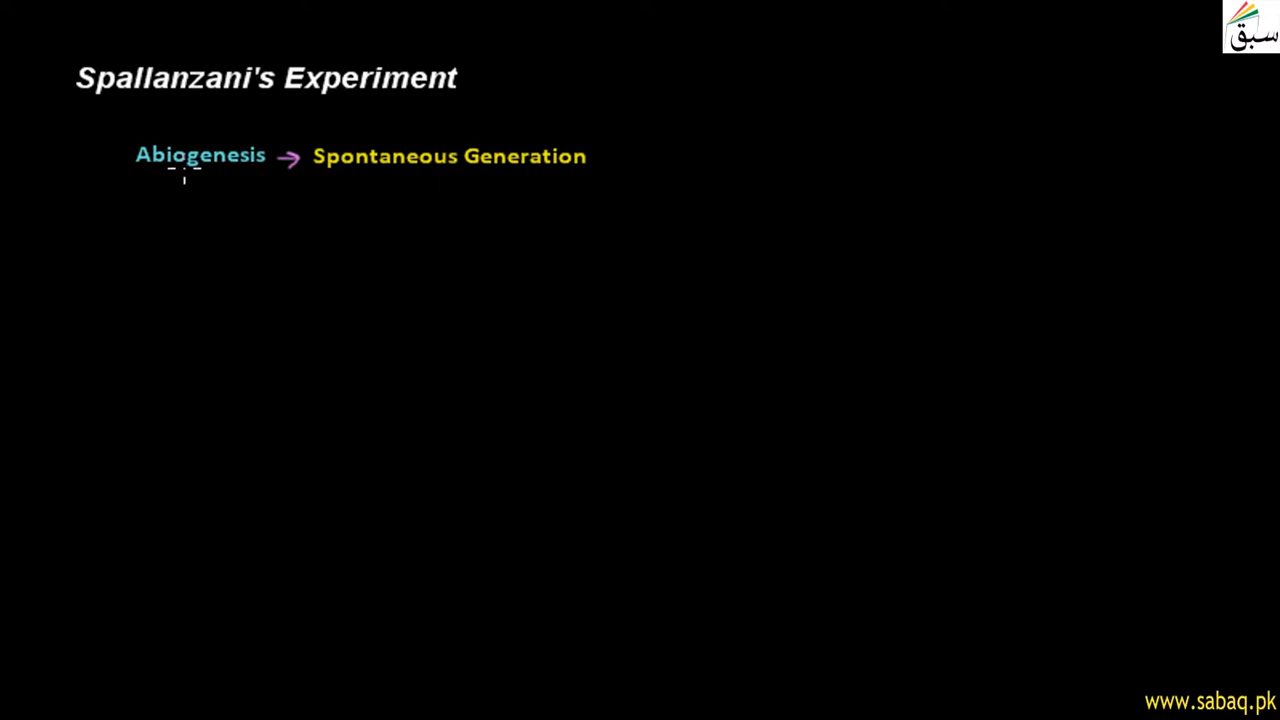 سبق
Spallanzani's Experiment
Abiogenesis → Spontaneous Generation
www.sabaq.pk